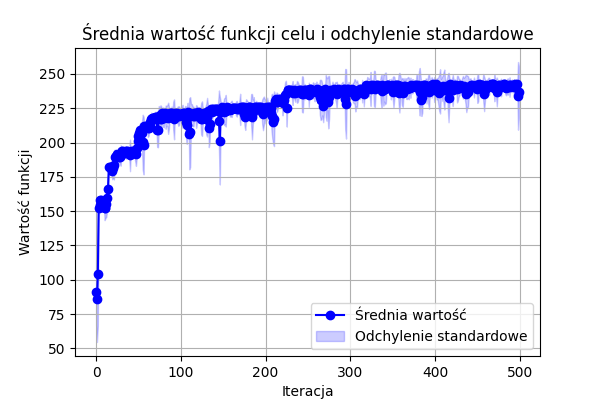 Średnia wartość funkcji celu i odchylenie standardowe
Wartość funkcji
250
225
200
175
150
125
100
75
50
0 100 200 300 400 500
Iteracja
Średnia wartość
Odchylenie standardowe